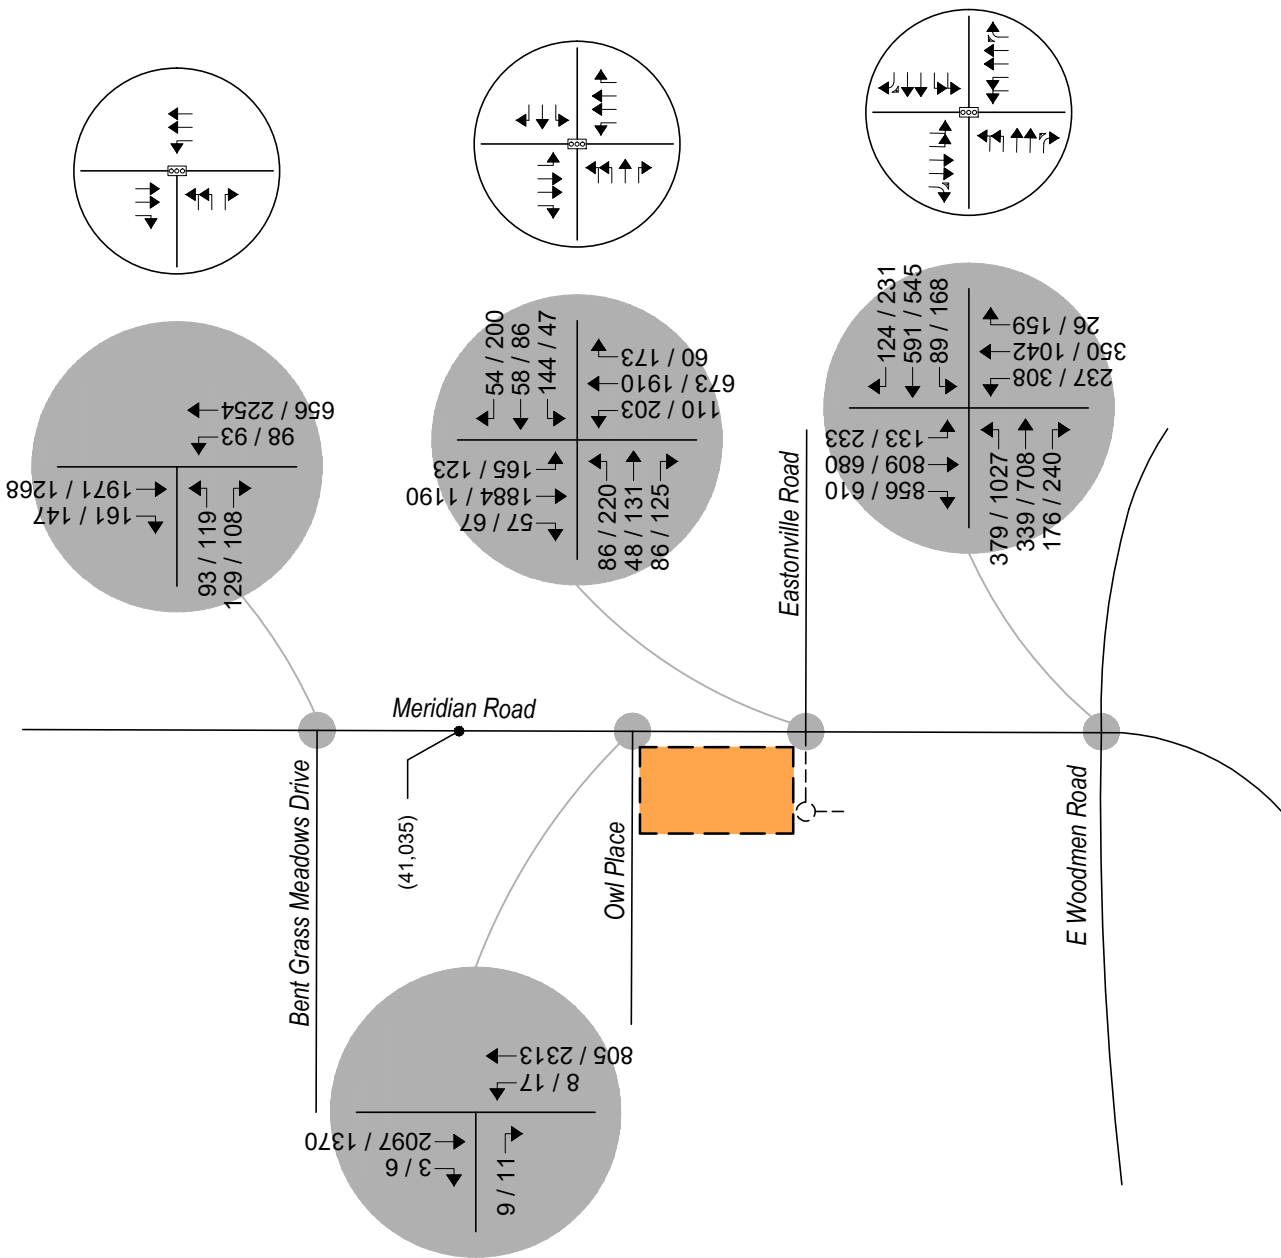 124 / 231
591 / 545
89 / 168
26 / 159
350 / 1042
237 / 308
133 / 233
809 / 680
856 / 610
379 / 1027
339 / 708
176 / 240
54 / 200
58 / 86
144 / 47
60 / 173
673 / 1910
110 / 203
165 / 123
1884 / 1190
57 / 67
86 / 220
48 / 131
86 / 125
656 / 2254
98 / 93
1971 / 1268
161 / 147
93 / 119
129 / 108
Eastonville Road
Meridian Road
Bent Grass Meadows Drive
(41,035)
Owl Place
E Woodmen Road
805 / 2313
8 / 17
2097 / 1370
3 / 6
9 / 11